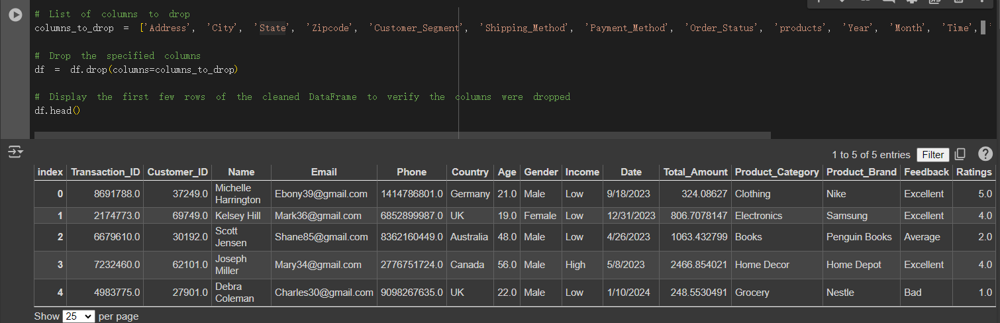 # List of columns to drop
columns_to_drop = ['Address', 'City', 'State', 'Zipcode', 'Customer_Segment', 'Shipping_Method', 'Payment_Method', 'Order_Status', 'products', 'Year', 'Month', 'Time', '
# Drop the specified columns
df = df.drop(columns=columns_to_drop)
# Display the first few rows of the cleaned DataFrame to verify the columns were dropped
df.head()
1 to 5 of 5 entries Filter ?
index Transaction_ID Customer_ID Name Email Phone Country Age Gender Income Date Total_Amount Product_Category Product_Brand Feedback Ratings
0 8691788.0 37249.0 Michelle Harrington Ebony39@gmail.com 1414786801.0 Germany 21.0 Male Low 9/18/2023 324.08627 Clothing Nike Excellent 5.0
1 2174773.0 69749.0 Kelsey Hill Mark36@gmail.com 6852899987.0 UK 19.0 Female Low 12/31/2023 806.7078147 Electronics Samsung Excellent 4.0
2 6679610.0 30192.0 Scott Jensen Shane85@gmail.com 8362160449.0 Australia 48.0 Male Low 4/26/2023 1063.432799 Books Penguin Books Average 2.0
3 7232460.0 62101.0 Joseph Miller Mary34@gmail.com 2776751724.0 Canada 56.0 Male High 5/8/2023 2466.854021 Home Decor Home Depot Excellent 4.0
4 4983775.0 27901.0 Debra Coleman Charles30@gmail.com 9098267635.0 UK 22.0 Male Low 1/10/2024 248.5530491 Grocery Nestle Bad 1.0
Show 25 per page